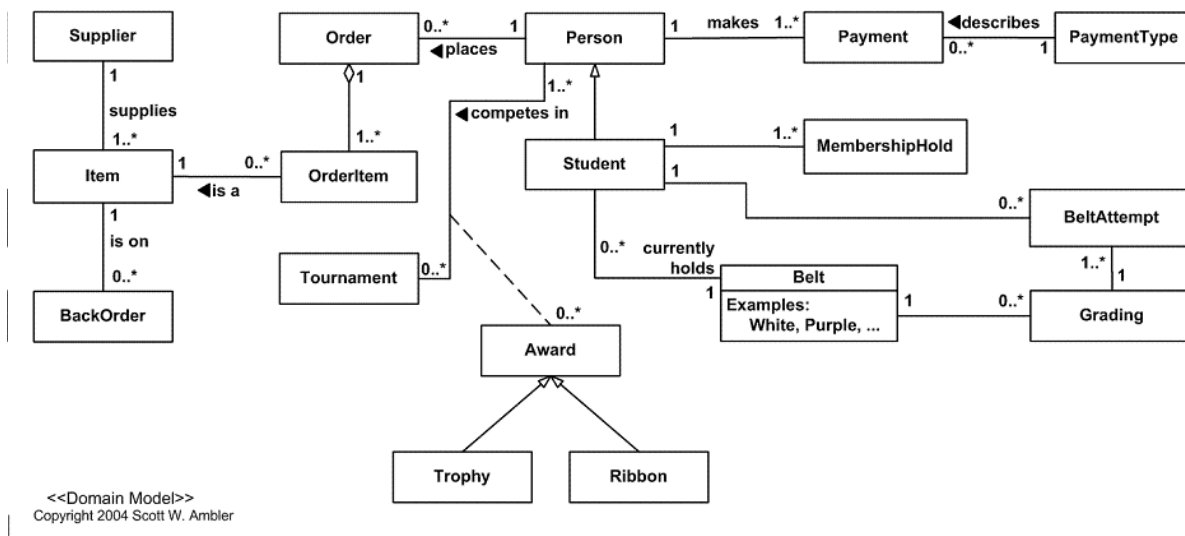 Supplier
Order
0..*
1
Person
1
makes
1..*
Payment
◄describes
PaymentType
◄places
0..*
1
1
1
1..*
supplies
◄competes in
1..*
1..*
1
1..*
MembershipHold
Item
1
0..*
OrderItem
Student
◄is a
1
1
is on
0..*
BeltAttempt
0..*
currently
holds
0..*
Tournament
0..*
Belt
1..*
1
BackOrder
1
Examples:
White, Purple, ...
1
0..*
Grading
0..*
Award
Trophy
Ribbon
<<Domain Model>>
Copyright 2004 Scott W. Ambler